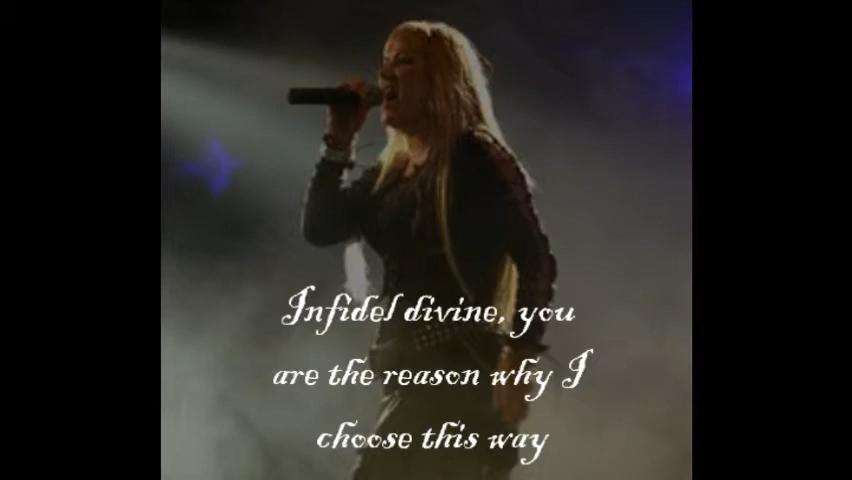 Infidel divine, you
are the reason why I
choose this way